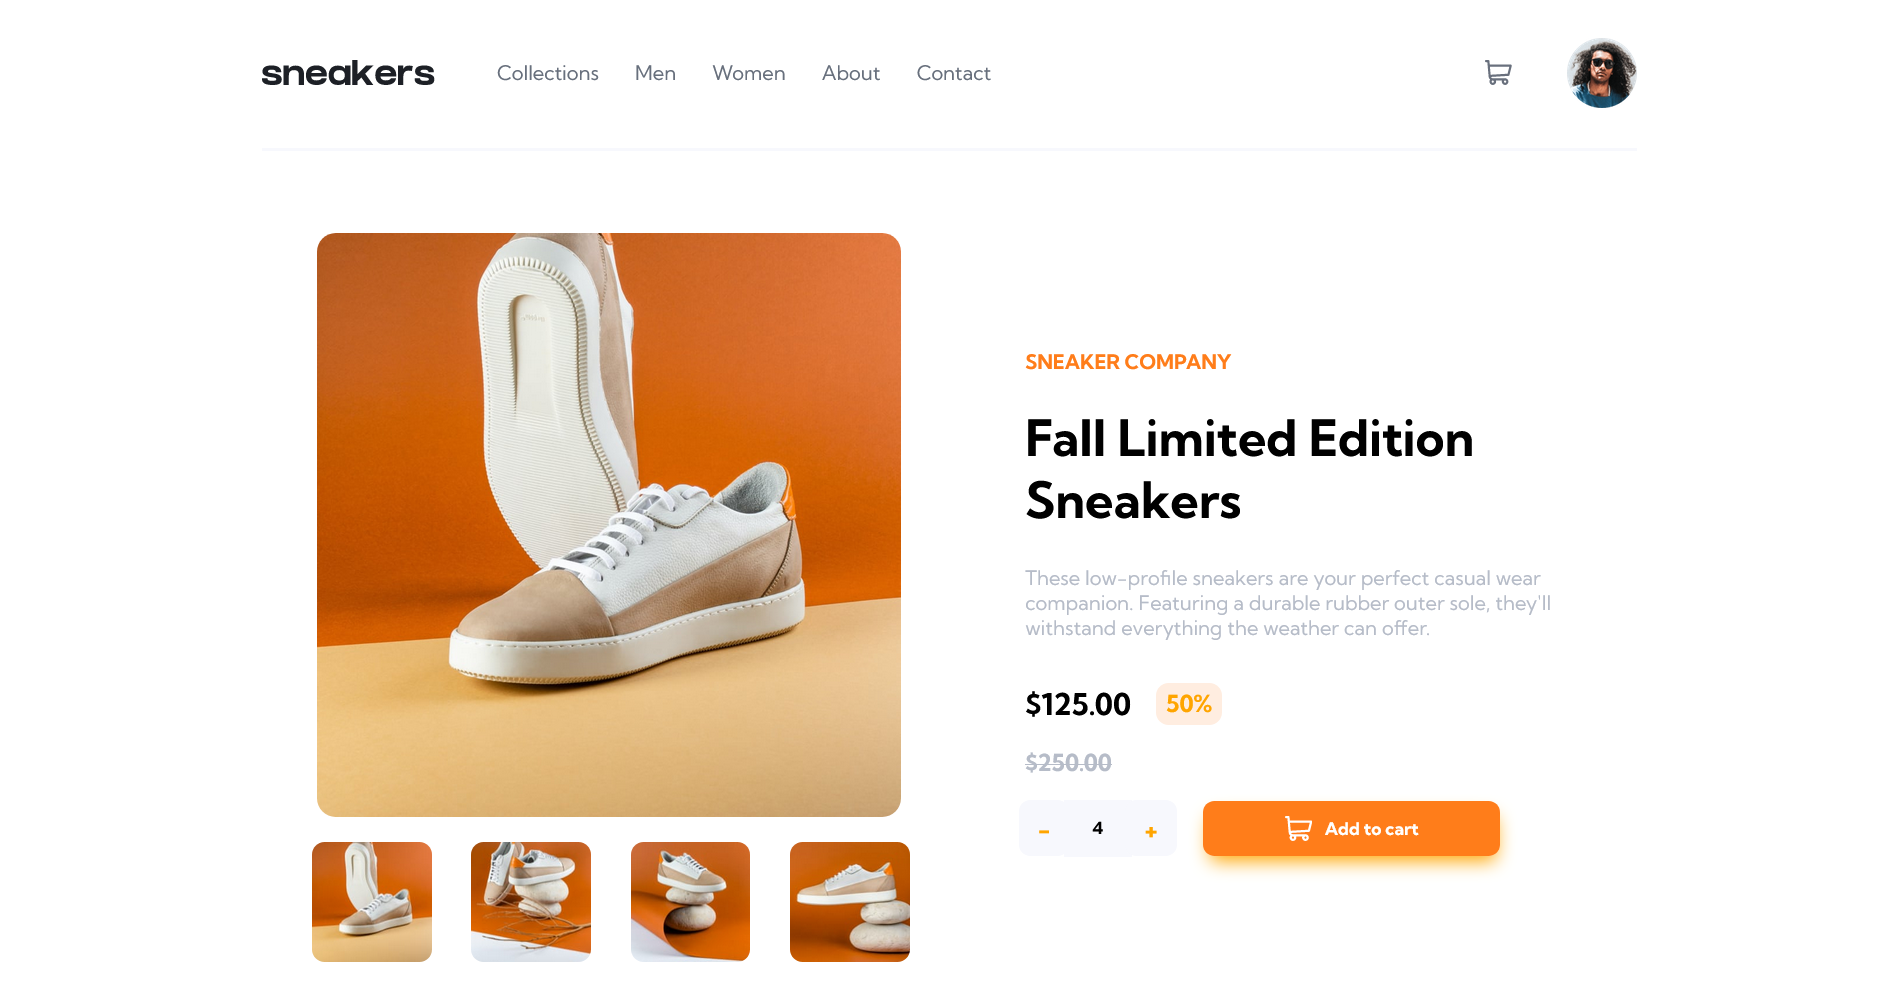 sneakers
Collections Men Women About Contact
SNEAKER COMPANY
Fall Limited Edition
Sneakers
These low-profile sneakers are your perfect casual wear
companion. Featuring a durable rubber outer sole, they'll
withstand everything the weather can offer.
$125.00 50%
$250.00
- 4 + Add to cart